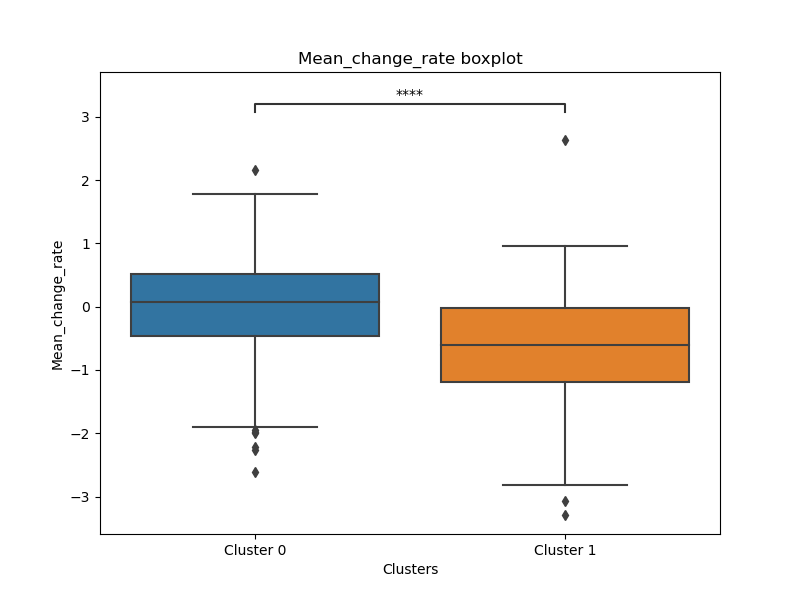 Mean_change_rate boxplot
****
Mean_change_rate
3
2
1
0
−1
−2
−3
Cluster 0
Cluster 1
Clusters